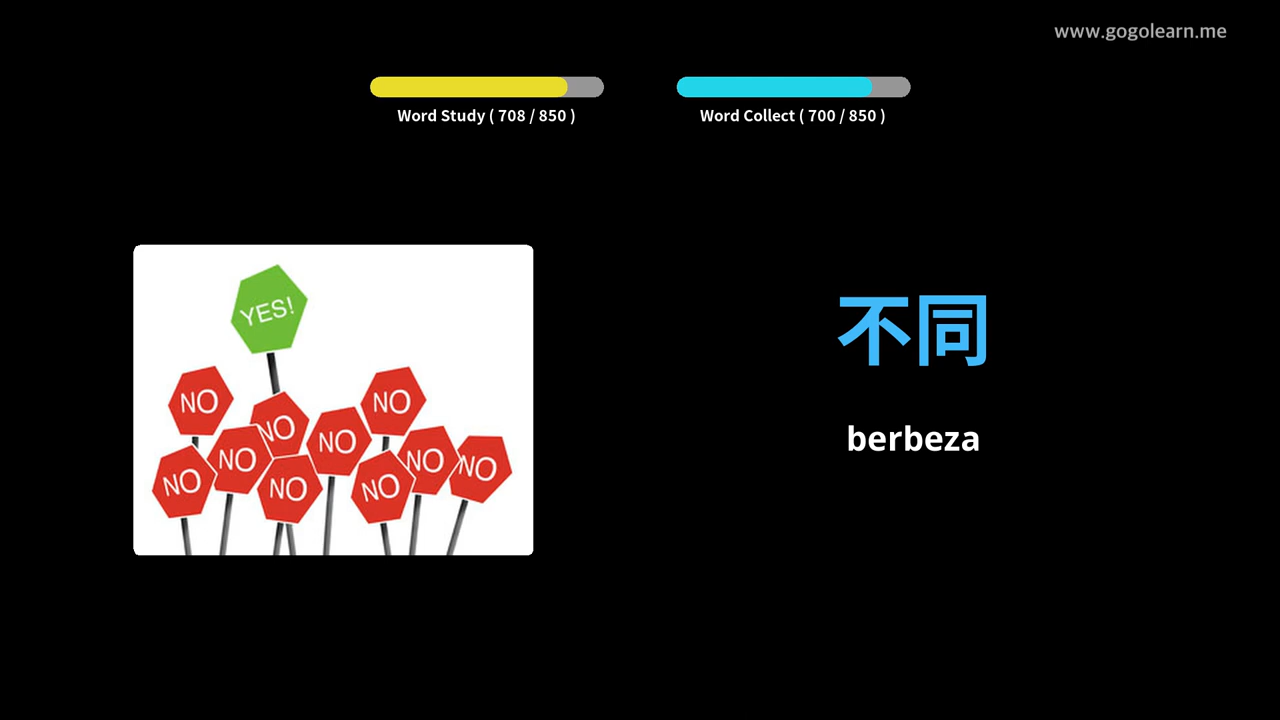 www.gogolearn.me
Word Study ( 708 / 850 )
Word Collect ( 700 / 850 )
YES!
NO
NO
NO
NO
NO
NO
NO
NO
NO
NO
不同
berbeza